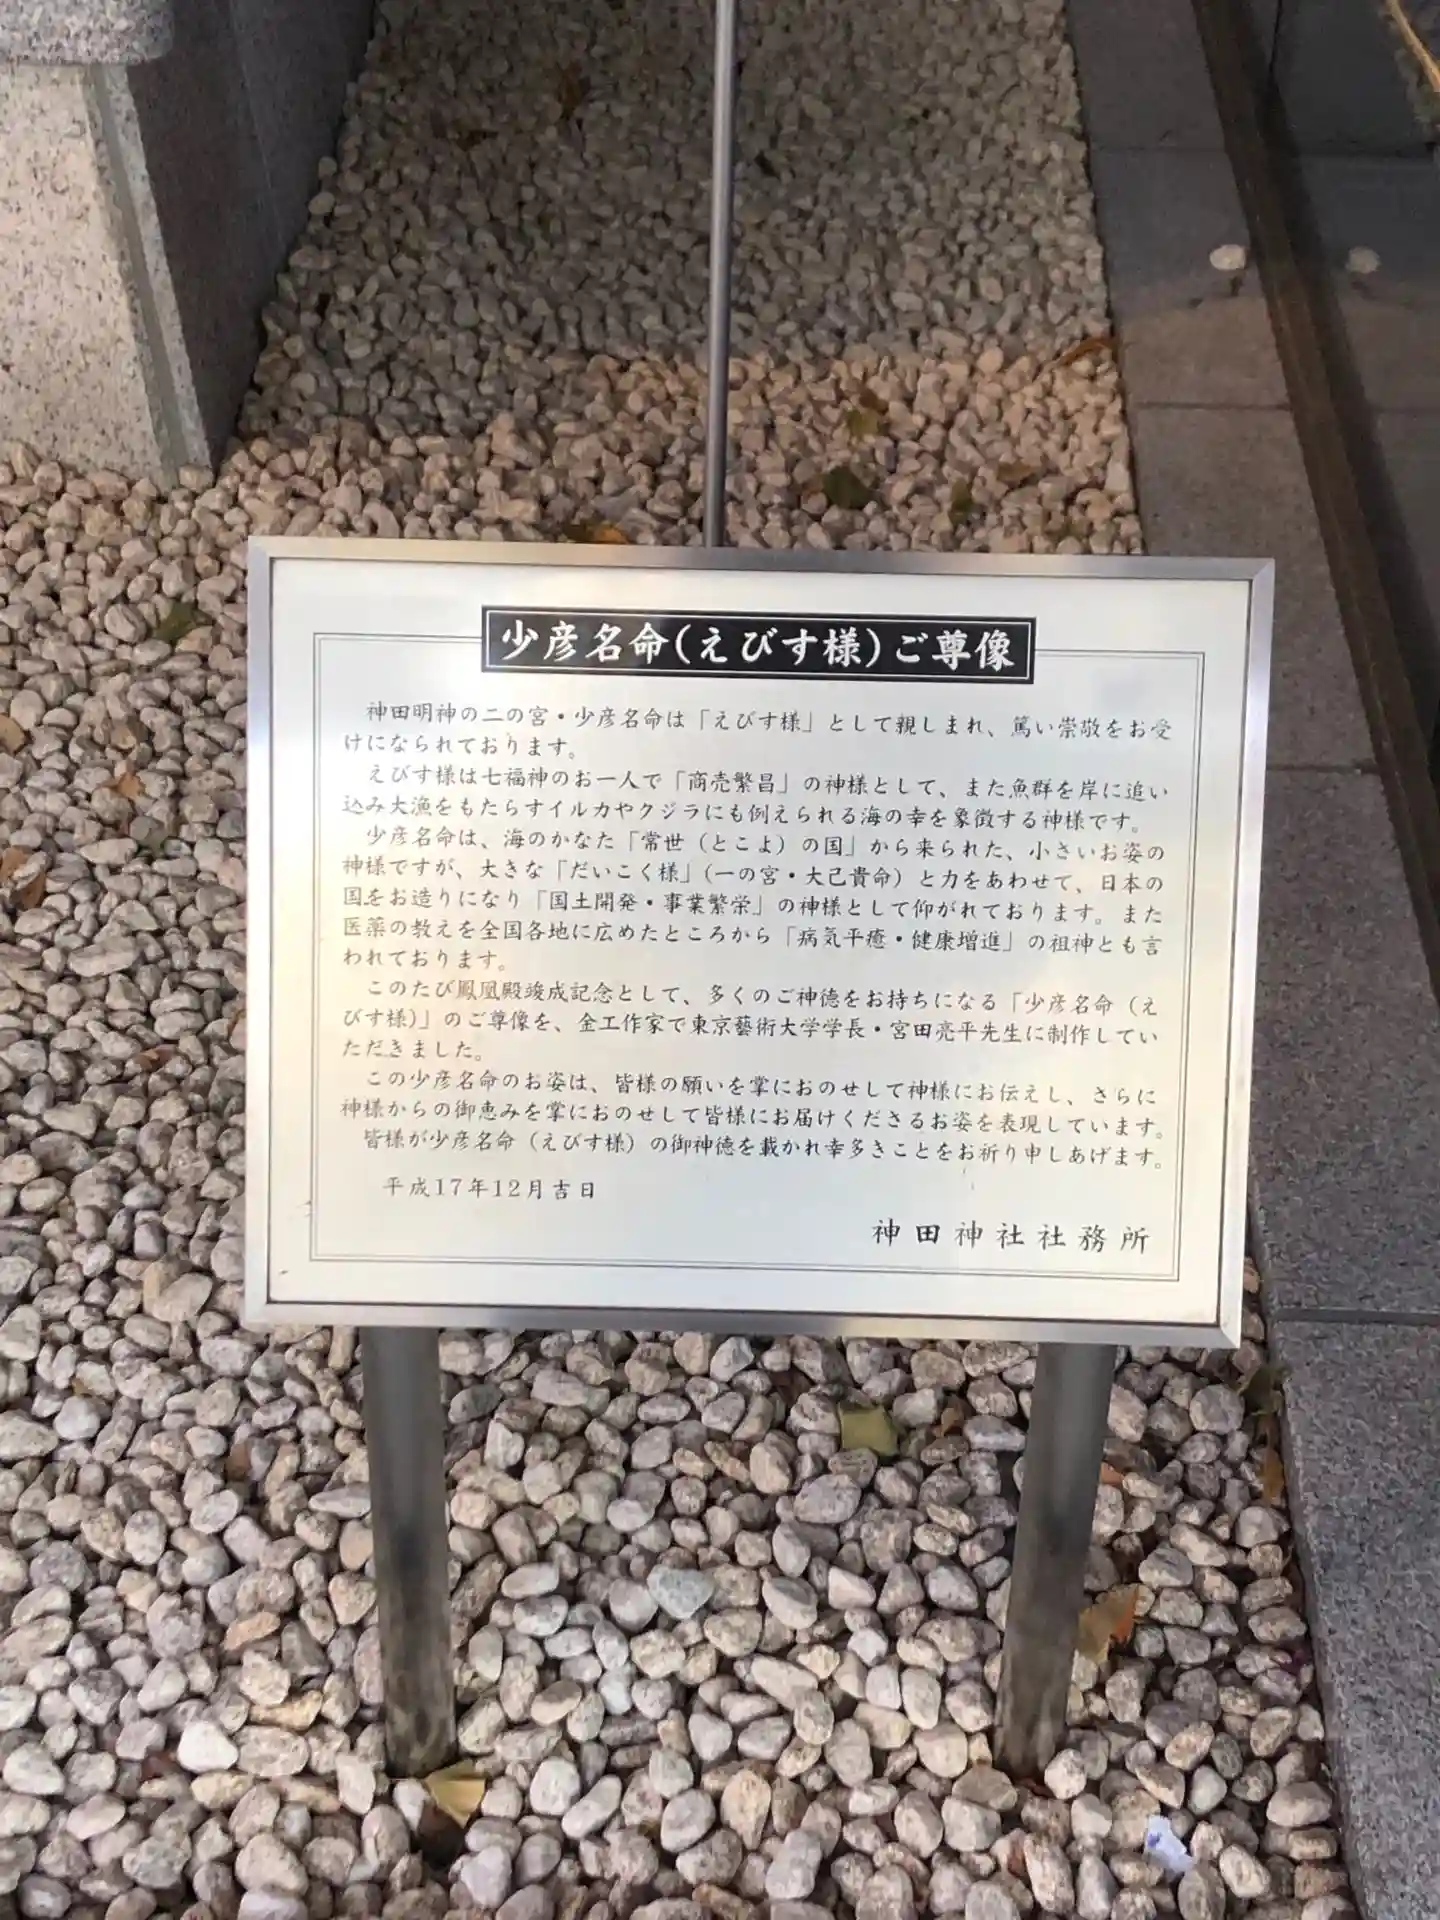 少彦名命(えびす様)ご尊像
神田明神の二の宮・少彦名命は「えびす様」として親しまれ、篤い崇敬をお受
けになられております。
えびす様は七福神のお一人で「商売繁昌」の神様として、また魚群を岸に追い
込み大漁をもたらすイルカやクジラにも例えられる海の幸を象徴する神様です。
少彦名命は、海のかなた「常世（とこよ）の国」から来られた、小さいお姿の
神様ですが、大きな「だいこく様」（一の宮・大己貴命）と力をあわせて、日本の
国をお造りになり「国土開発・事業繁栄」の神様として仰がれております。また
医薬の教えを全国各地に広めたところから「病気平癒・健康増進」の祖神とも言
われております。
このたび鳳凰殿竣成記念として、多くのご神徳をお持ちになる「少彦名命（え
びす様）」のご尊像を、金工作家で東京藝術大学学長・宮田亮平先生に制作してい
ただきました。
この少彦名命のお姿は、皆様の願いを掌におのせして神様にお伝えし、さらに
神様からの御恵みを掌におのせして皆様にお届けくださるお姿を表現しています。
皆様が少彦名命（えびす様）の御神徳を戴かれ幸多きことをお祈り申しあげます。
平成17年12月吉日
神田神社社務所